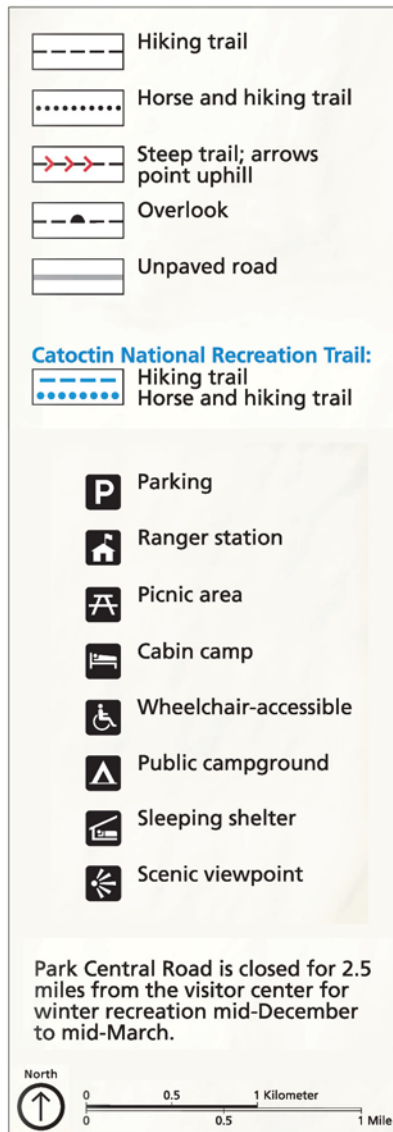 Hiking trail
Horse and hiking trail
Steep trail; arrows
point uphill
Overlook
Unpaved road
Catoctin National Recreation Trail:
Hiking trail
Horse and hiking trail
P Parking
Ranger station
Picnic area
Cabin camp
Wheelchair-accessible
Public campground
Sleeping shelter
Scenic viewpoint
Park Central Road is closed for 2.5
miles from the visitor center for
winter recreation mid-December
to mid-March.
North
0 0.5 1 Kilometer
0 0.5 1 Mile